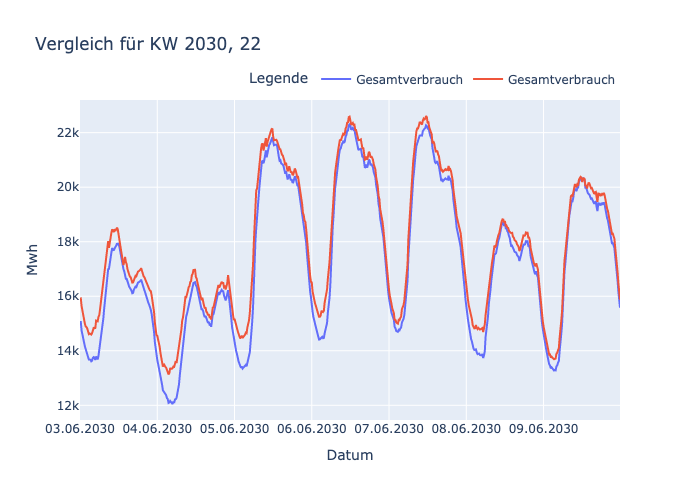 Vergleich für KW 2030, 22
Legende Gesamtverbrauch Gesamtverbrauch
22k
20k
18k
16k
14k
12k
Mwh
03.06.2030 04.06.2030 05.06.2030 06.06.2030 07.06.2030 08.06.2030 09.06.2030
Datum